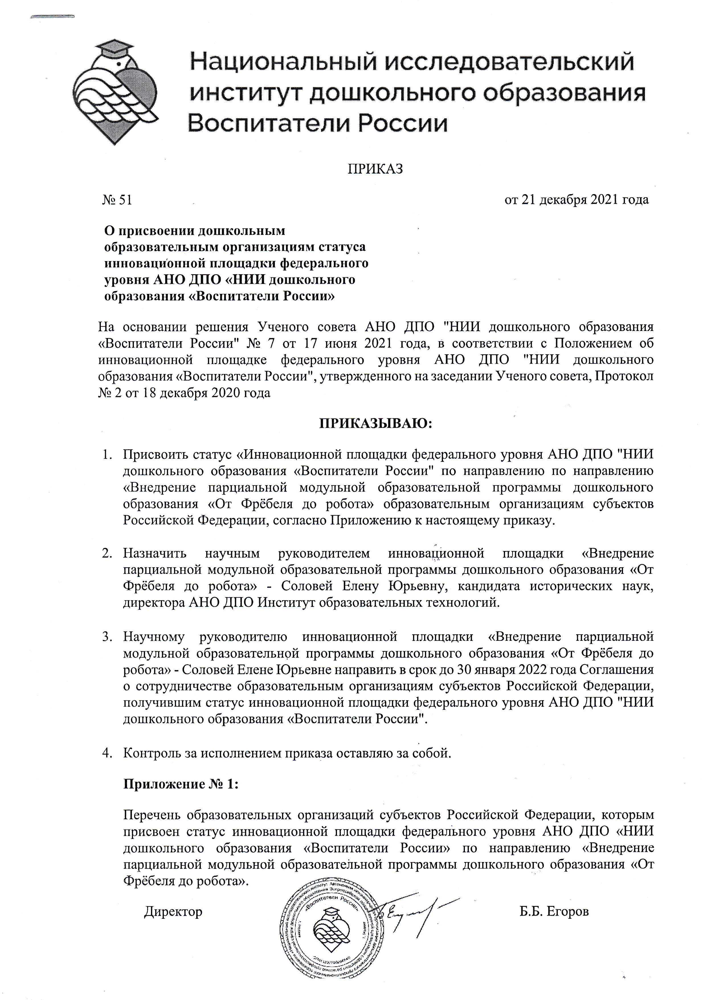 Национальный исследовательский
институт дошкольного образования
Воспитатели России
ПРИКАЗ
№ 51 от 21 декабря 2021 года
О присвоении дошкольным
образовательным организациям статуса
инновационной площадки федерального
уровня АНО ДПО «НИИ дошкольного
образования «Воспитатели России»
На основании решения Ученого совета АНО ДПО "НИИ дошкольного образования
«Воспитатели России" № 7 от 17 июня 2021 года, в соответствии с Положением об
инновационной площадке федерального уровня АНО ДПО "НИИ дошкольного
образования «Воспитатели России", утвержденного на заседании Ученого совета, Протокол
№ 2 от 18 декабря 2020 года
ПРИКАЗЫВАЮ:
1. Присвоить статус «Инновационной площадки федерального уровня АНО ДПО "НИИ
дошкольного образования «Воспитатели России" по направлению по направлению
«Внедрение парциальной модульной образовательной программы дошкольного
образования «От Фрёбеля до робота» образовательным организациям субъектов
Российской Федерации, согласно Приложению к настоящему приказу.
2. Назначить научным руководителем инновационной площадки «Внедрение
парциальной модульной образовательной программы дошкольного образования «От
Фрёбеля до робота» - Соловей Елену Юрьевну, кандидата исторических наук,
директора АНО ДПО Институт образовательных технологий.
3. Научному руководителю инновационной площадки «Внедрение парциальной
модульной образовательной программы дошкольного образования «От Фрёбеля до
робота» - Соловей Елене Юрьевне направить в срок до 30 января 2022 года Соглашения
о сотрудничестве образовательным организациям субъектов Российской Федерации,
получившим статус инновационной площадки федерального уровня АНО ДПО "НИИ
дошкольного образования «Воспитатели России".
4. Контроль за исполнением приказа оставляю за собой.
Приложение № 1:
Перечень образовательных организаций субъектов Российской Федерации, которым
присвоен статус инновационной площадки федерального уровня АНО ДПО «НИИ
дошкольного образования «Воспитатели России» по направлению «Внедрение
парциальной модульной образовательной программы дошкольного образования «От
Фрёбеля до робота».
Директор Б.Б. Егоров
«Воспитатели России»